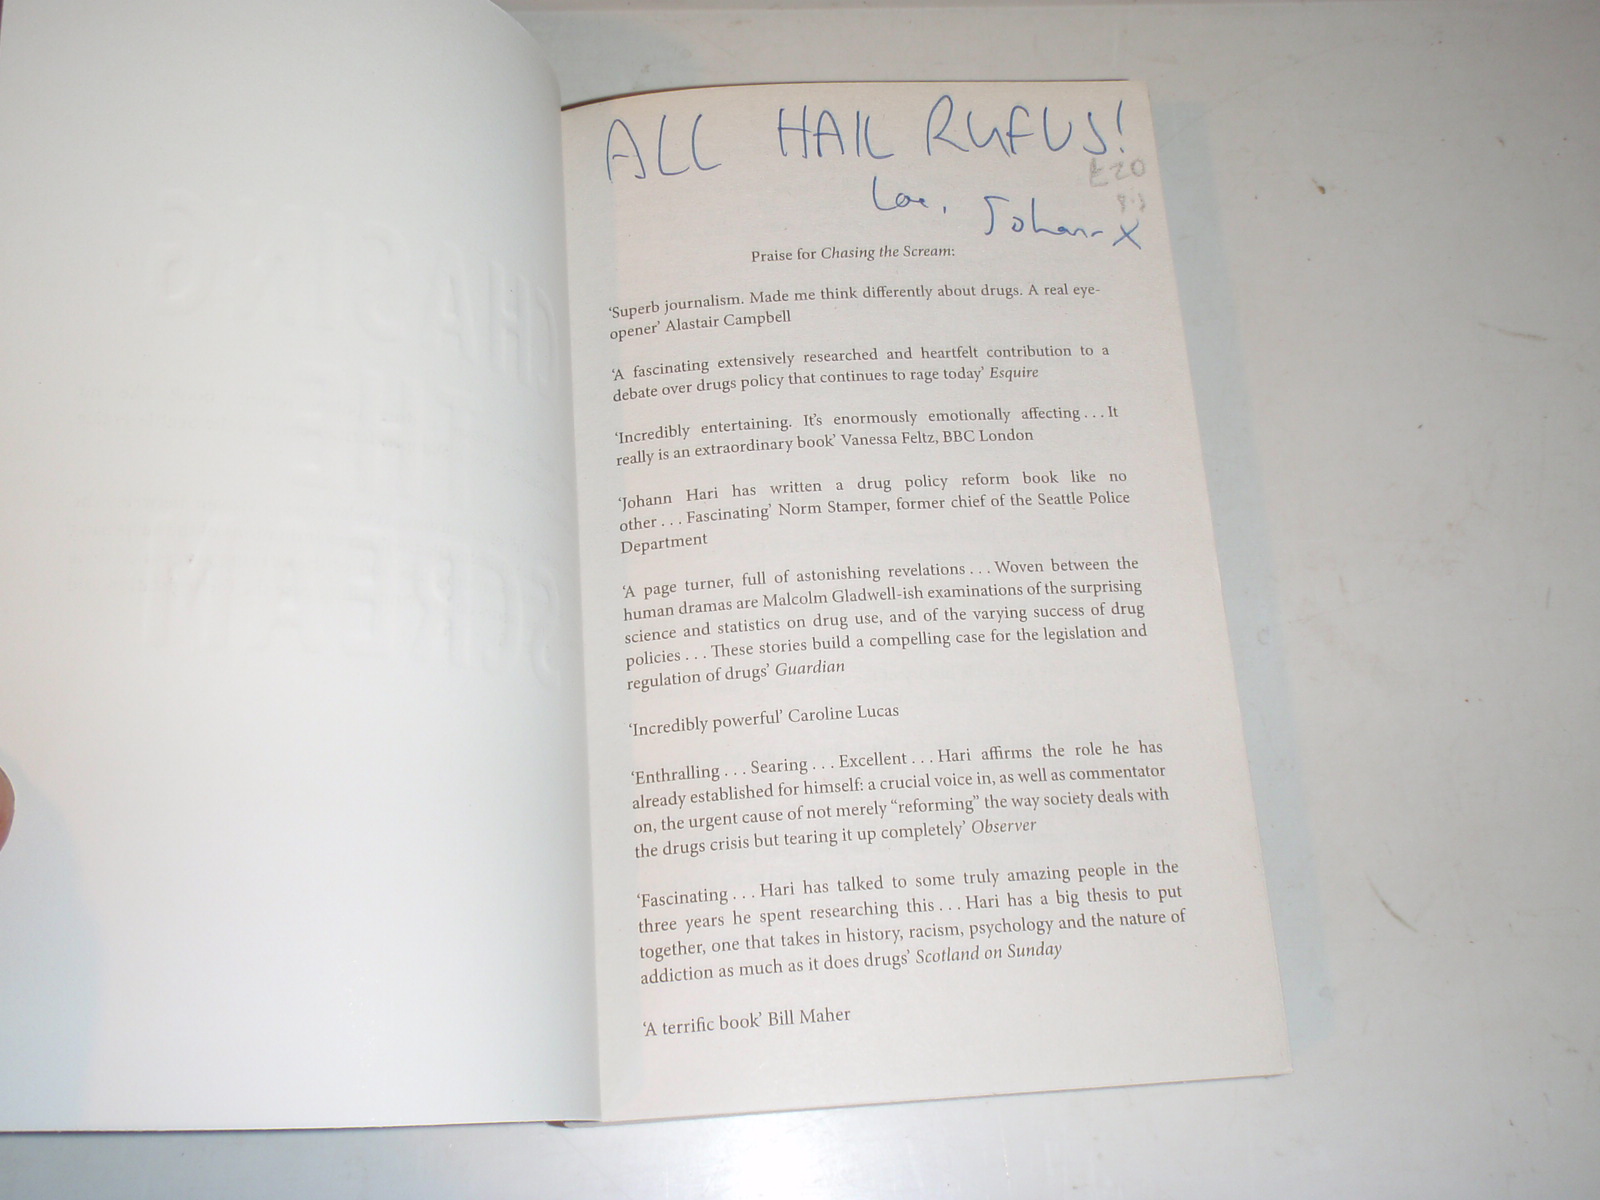 CHASING
THE
SCREAM
ALL HAIL RUFUS!
£20
Love, Johann x
Praise for Chasing the Scream:
‘Superb journalism. Made me think differently about drugs. A real eye-
opener’ Alastair Campbell
‘A fascinating extensively researched and heartfelt contribution to a
debate over drugs policy that continues to rage today’ Esquire
‘Incredibly entertaining. It’s enormously emotionally affecting . . . It
really is an extraordinary book’ Vanessa Feltz, BBC London
‘Johann Hari has written a drug policy reform book like no
other . . . Fascinating’ Norm Stamper, former chief of the Seattle Police
Department
‘A page turner, full of astonishing revelations . . . Woven between the
human dramas are Malcolm Gladwell-ish examinations of the surprising
science and statistics on drug use, and of the varying success of drug
policies . . . These stories build a compelling case for the legislation and
regulation of drugs’ Guardian
‘Incredibly powerful’ Caroline Lucas
‘Enthralling . . . Searing . . . Excellent . . . Hari affirms the role he has
already established for himself: a crucial voice in, as well as commentator
on, the urgent cause of not merely “reforming” the way society deals with
the drugs crisis but tearing it up completely’ Observer
‘Fascinating . . . Hari has talked to some truly amazing people in the
three years he spent researching this . . . Hari has a big thesis to put
together, one that takes in history, racism, psychology and the nature of
addiction as much as it does drugs’ Scotland on Sunday
‘A terrific book’ Bill Maher